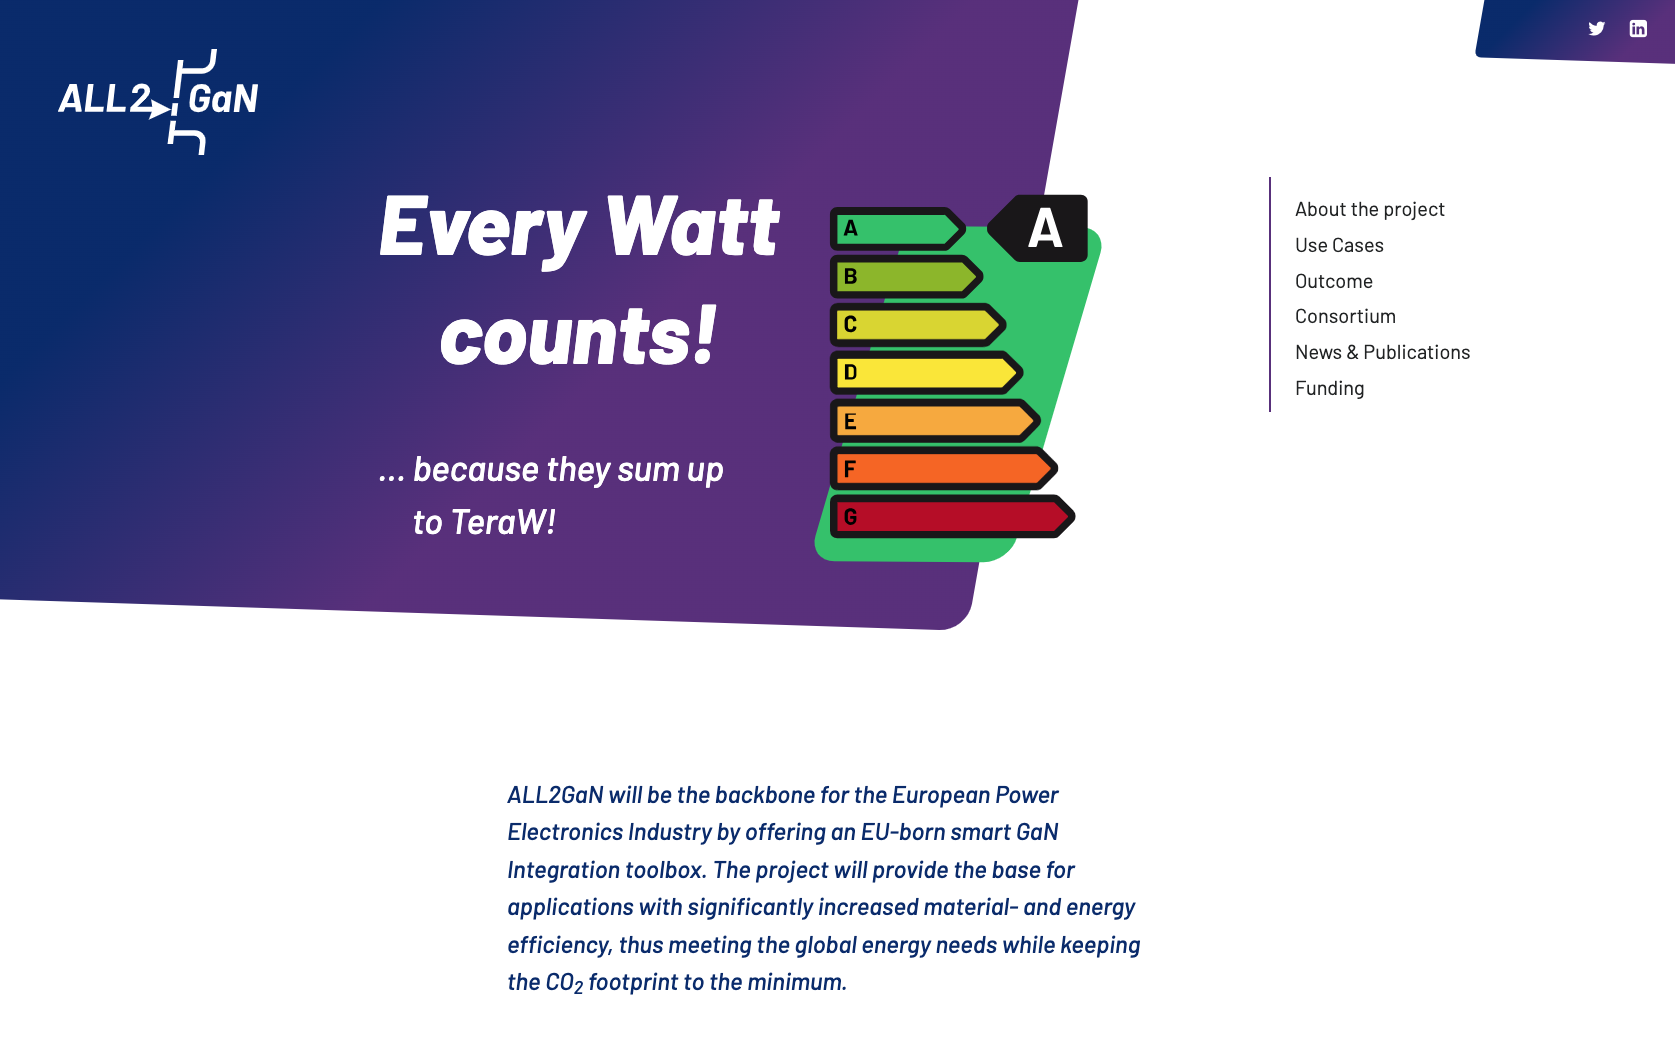 ALL2 GaN
Every Watt
counts!
... because they sum up
to TeraW!
A
A
B
C
D
E
F
G
About the project
Use Cases
Outcome
Consortium
News & Publications
Funding
ALL2GaN will be the backbone for the European Power
Electronics Industry by offering an EU-born smart GaN
Integration toolbox. The project will provide the base for
applications with significantly increased material- and energy
efficiency, thus meeting the global energy needs while keeping
the CO₂ footprint to the minimum.